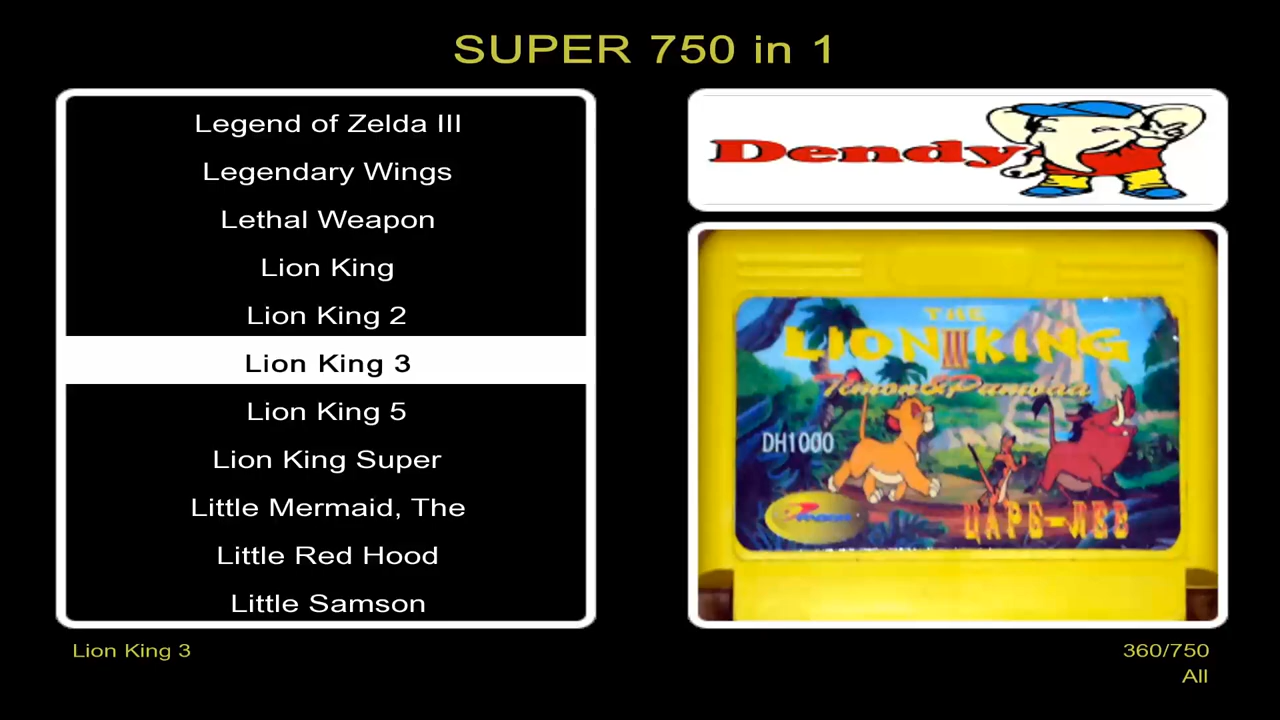 SUPER 750 in 1
Legend of Zelda III
Legendary Wings
Lethal Weapon
Lion King
Lion King 2
Lion King 3
Lion King 5
Lion King Super
Little Mermaid, The
Little Red Hood
Little Samson
Dendy
THE
LION III KING
Timon & Pumbaa
DH1000
ЦАРЬ-ЛЕВ
Lion King 3
360/750
All